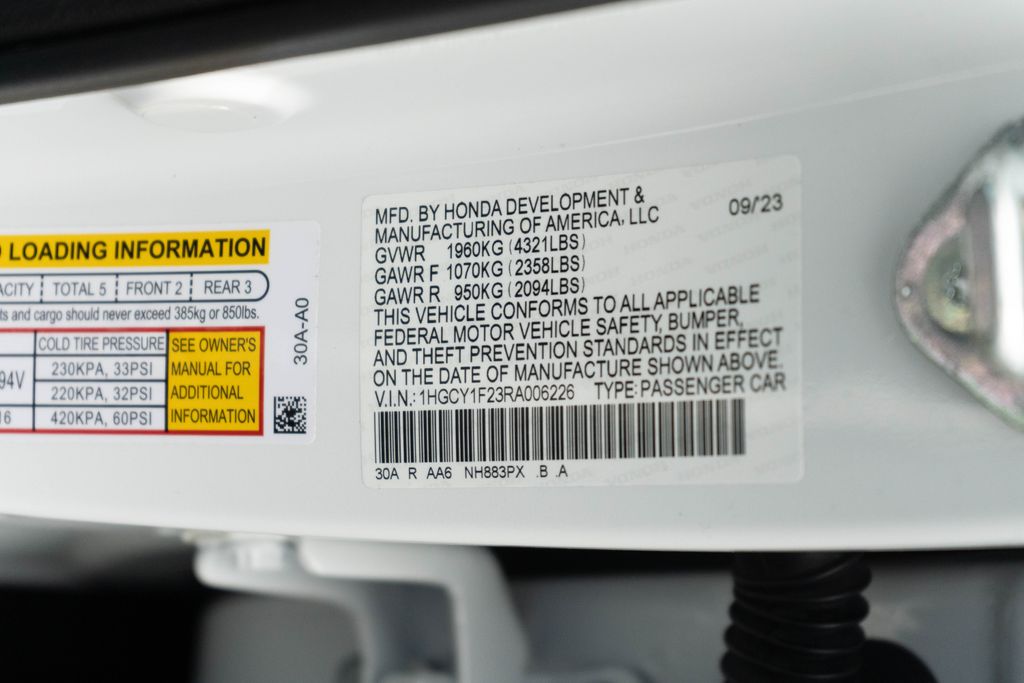 LOADING INFORMATION
TOTAL 5 FRONT 2 REAR 3
and cargo should never exceed 385kg or 850lbs.
COLD TIRE PRESSURE
230KPA, 33PSI
94V 220KPA, 32PSI
16 420KPA, 60PSI
SEE OWNER'S
MANUAL FOR
ADDITIONAL
INFORMATION
30A-A0
MFD. BY HONDA DEVELOPMENT &
MANUFACTURING OF AMERICA, LLC
09/'23
GVWR 1960KG (4321LBS)
GAWR F 1070KG (2358LBS)
GAWR R 950KG (2094LBS)
THIS VEHICLE CONFORMS TO ALL APPLICABLE
FEDERAL MOTOR VEHICLE SAFETY, BUMPER,
AND THEFT PREVENTION STANDARDS IN EFFECT
ON THE DATE OF MANUFACTURE SHOWN ABOVE.
V.I.N.: 1HGCY1F23RA006226 TYPE: PASSENGER CAR
30A R AA6 NH883PX .B .A